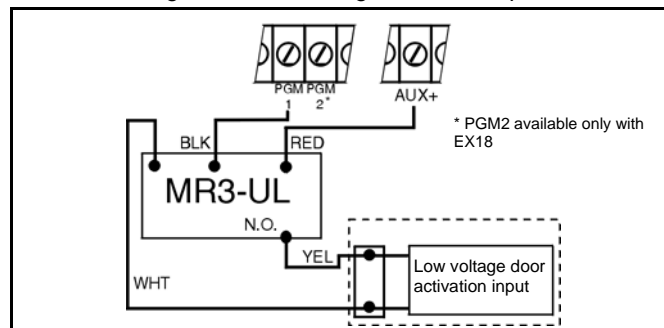 PGM PGM
1 2*
AUX+
* PGM2 available only with
EX18
BLK RED
MR3-UL
N.O.
YEL
WHT
Low voltage door
activation input